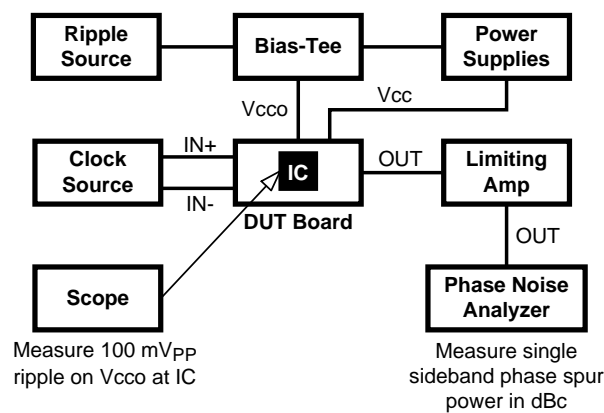 Ripple
Source
Bias-Tee
Power
Supplies
Vcco
Vcc
Clock
Source
IN+
IN-
IC
DUT Board
OUT
Limiting
Amp
OUT
Scope
Phase Noise
Analyzer
Measure 100 mVPP
ripple on Vcco at IC
Measure single
sideband phase spur
power in dBc